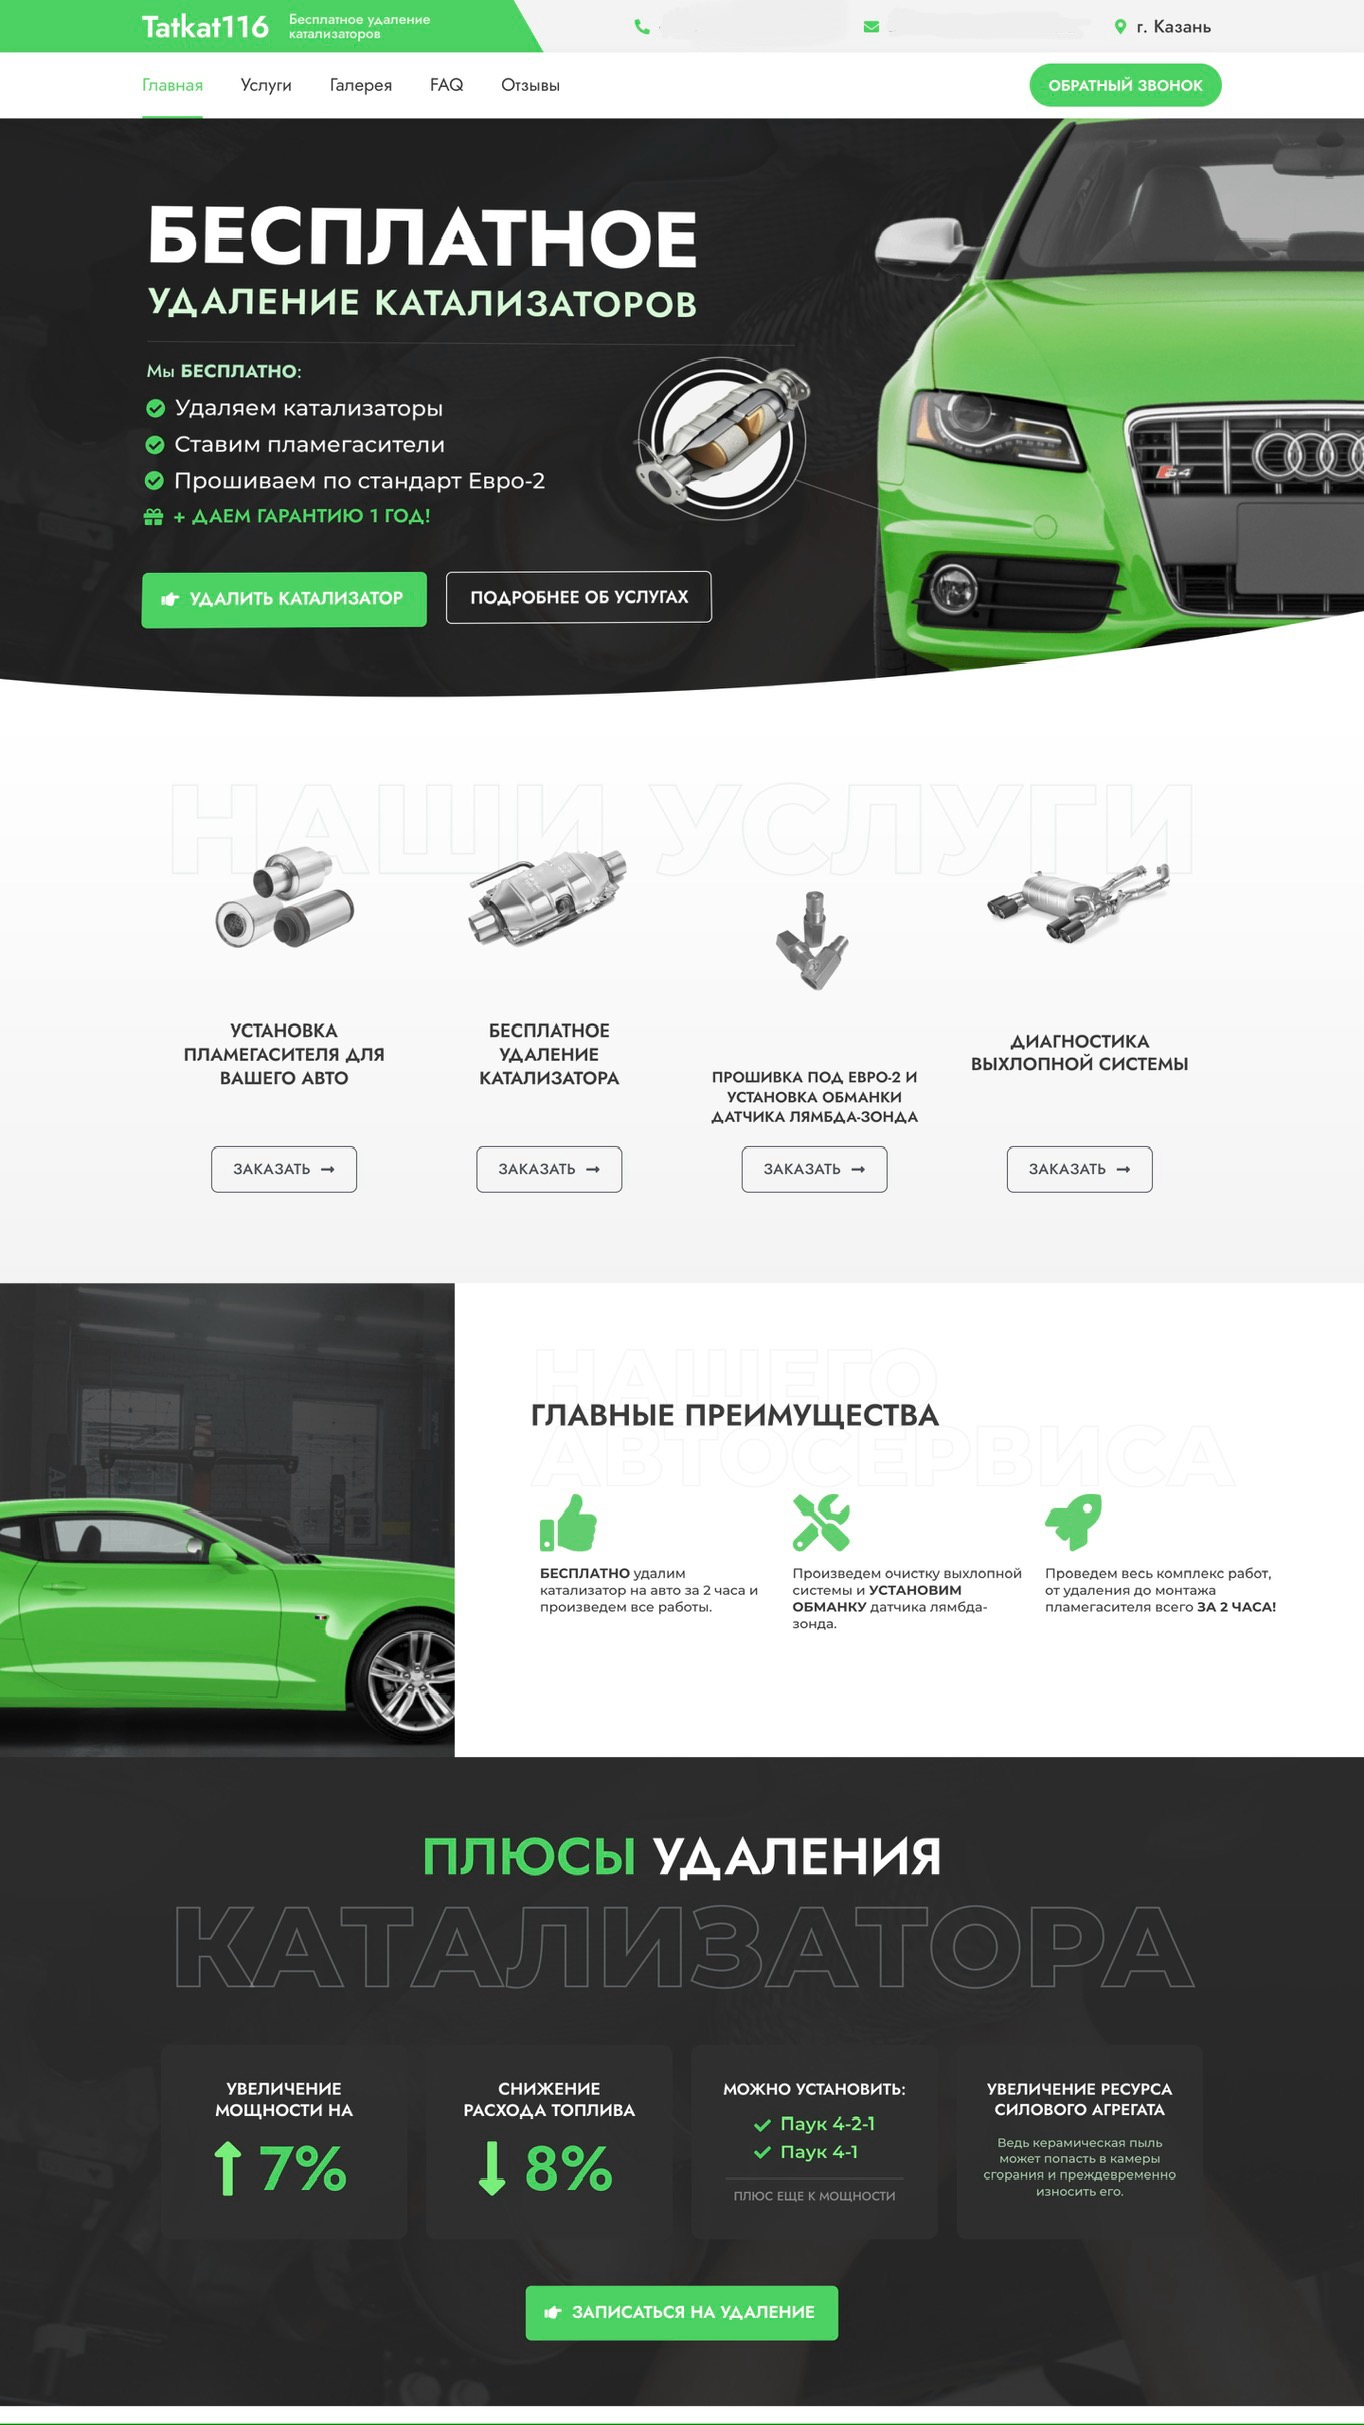 Tatkat116
Бесплатное удаление
катализаторов
г. Казань
Главная
Услуги
Галерея
FAQ
Отзывы
ОБРАТНЫЙ ЗВОНОК
БЕСПЛАТНОЕ
УДАЛЕНИЕ КАТАЛИЗАТОРОВ
Мы БЕСПЛАТНО:
Удаляем катализаторы
Ставим пламегасители
Прошиваем по стандарт Евро-2
+ ДАЕМ ГАРАНТИЮ 1 ГОД!
S4
УДАЛИТЬ КАТАЛИЗАТОР
ПОДРОБНЕЕ ОБ УСЛУГАХ
НАШИ УСЛУГИ
УСТАНОВКА
ПЛАМЕГАСИТЕЛЯ ДЛЯ
ВАШЕГО АВТО
ЗАКАЗАТЬ
БЕСПЛАТНОЕ
УДАЛЕНИЕ
КАТАЛИЗАТОРА
ЗАКАЗАТЬ
ПРОШИВКА ПОД ЕВРО-2 И
УСТАНОВКА ОБМАНКИ
ДАТЧИКА ЛЯМБДА-ЗОНДА
ЗАКАЗАТЬ
ДИАГНОСТИКА
ВЫХЛОПНОЙ СИСТЕМЫ
ЗАКАЗАТЬ
НАШЕГО
ГЛАВНЫЕ ПРЕИМУЩЕСТВА
АВТОСЕРВИСА
БЕСПЛАТНО удалим
катализатор на авто за 2 часа и
произведем все работы.
Произведем очистку выхлопной
системы и УСТАНОВИМ
ОБМАНКУ датчика лямбда-
зонда.
Проведем весь комплекс работ,
от удаления до монтажа
пламегасителя всего ЗА 2 ЧАСА!
ПЛЮСЫ УДАЛЕНИЯ
КАТАЛИЗАТОРА
УВЕЛИЧЕНИЕ
МОЩНОСТИ НА
7%
СНИЖЕНИЕ
РАСХОДА ТОПЛИВА
8%
МОЖНО УСТАНОВИТЬ:
Паук 4-2-1
Паук 4-1
ПЛЮС ЕЩЕ К МОЩНОСТИ
УВЕЛИЧЕНИЕ РЕСУРСА
СИЛОВОГО АГРЕГАТА
Ведь керамическая пыль
может попасть в камеры
сгорания и преждевременно
износить его.
ЗАПИСАТЬСЯ НА УДАЛЕНИЕ